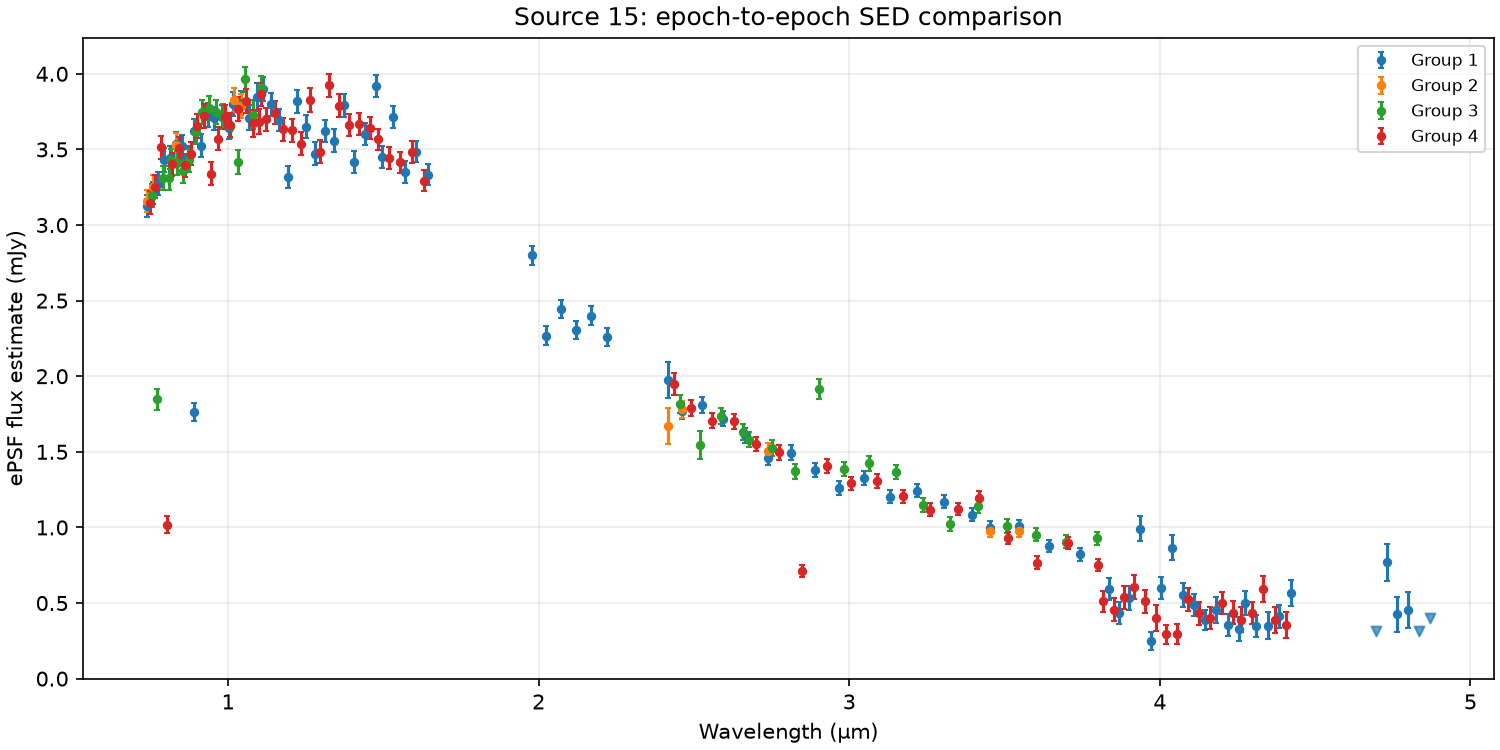 Source 15: epoch-to-epoch SED comparison
ePSF flux estimate (mJy)
4.0
3.5
3.0
2.5
2.0
1.5
1.0
0.5
0.0
Group 1
Group 2
Group 3
Group 4
1
2
3
4
5
Wavelength (μm)